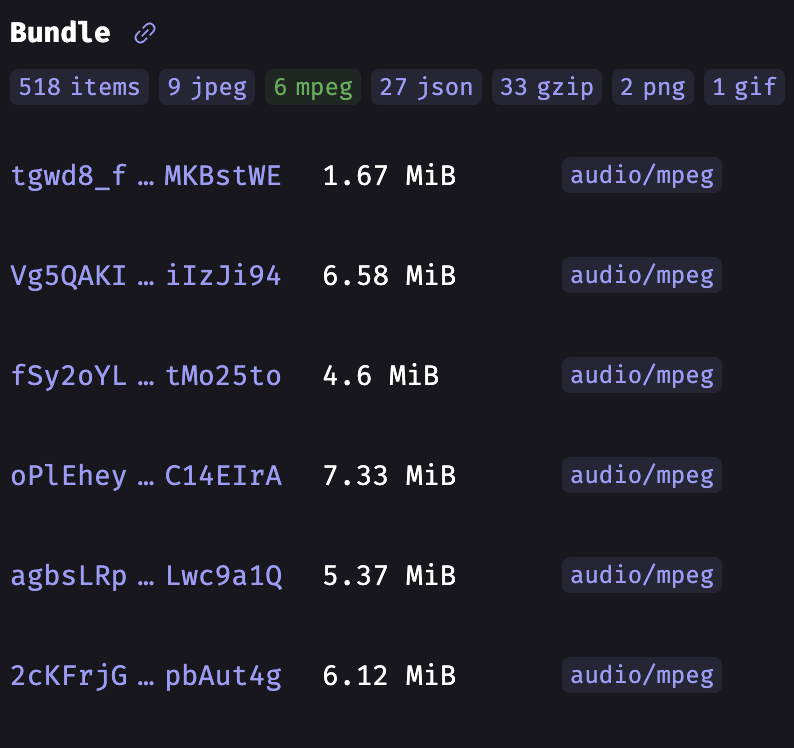 Bundle
518 items 9 jpeg 6 mpeg 27 json 33 gzip 2 png 1 gif
tgwd8_f … MKBstWE 1.67 MiB audio/mpeg
Vg5QAKI … iIzJi94 6.58 MiB audio/mpeg
fSy2oYL … tMo25to 4.6 MiB audio/mpeg
oPlEhey … C14EIrA 7.33 MiB audio/mpeg
agbsLRp … Lwc9a1Q 5.37 MiB audio/mpeg
2cKFrjG … pbAut4g 6.12 MiB audio/mpeg